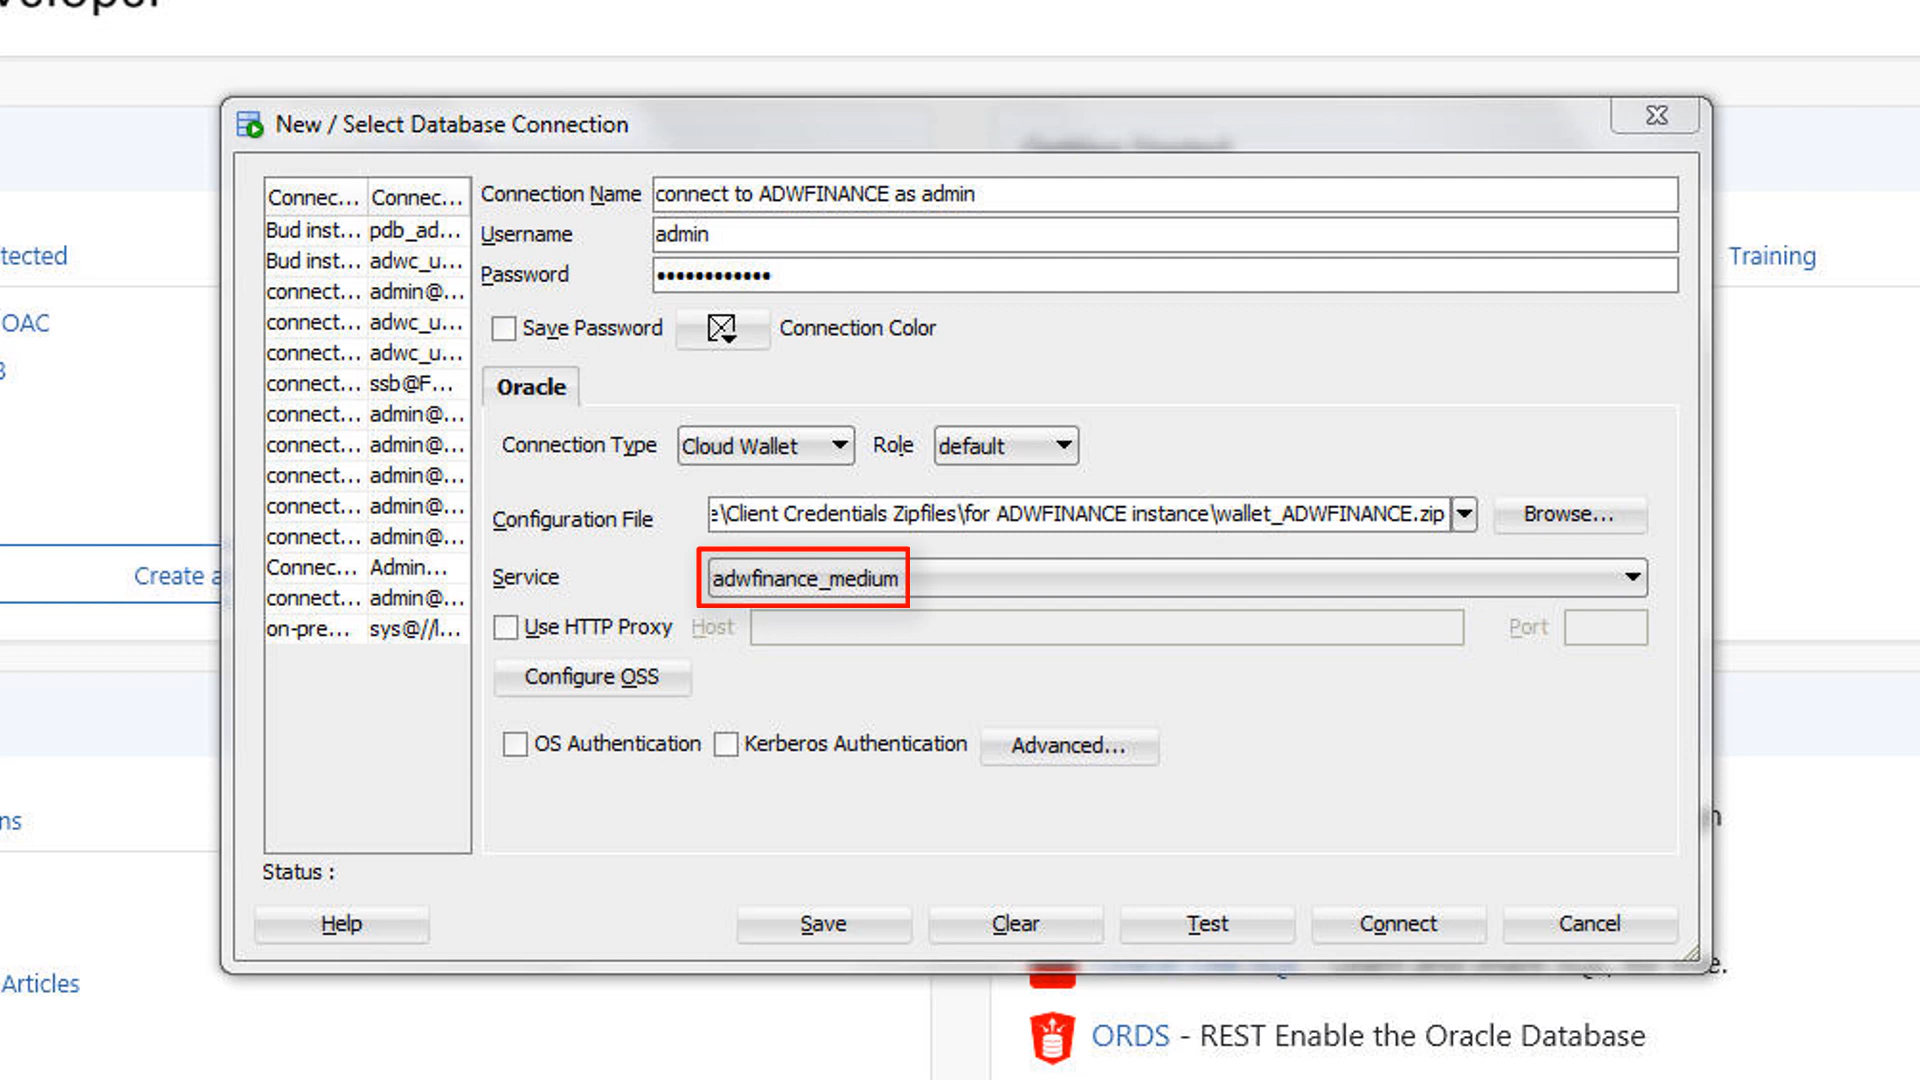 New / Select Database Connection
Connec... Connec...
Bud inst... pdb_ad...
Bud inst... adwc_u...
connect... admin@...
connect... adwc_u...
connect... adwc_u...
connect... ssb@F...
connect... admin@...
connect... admin@...
connect... admin@...
connect... admin@...
connect... admin@...
Connec... Admin...
connect... admin@...
on-pre... sys@//l...
Connection Name connect to ADWFINANCE as admin
Username admin
Password ••••••••••••
Save Password Connection Color
Oracle
Connection Type Cloud Wallet Role default
Configuration File \Client Credentials Zipfiles\for ADWFINANCE instance\wallet_ADWFINANCE.zip Browse...
Service adwfinance_medium
Use HTTP Proxy Host Port
Configure OSS
OS Authentication Kerberos Authentication Advanced...
Status :
Help Save Clear Test Connect Cancel
tected
OAC
Create a
Articles
Training
ORDS - REST Enable the Oracle Database